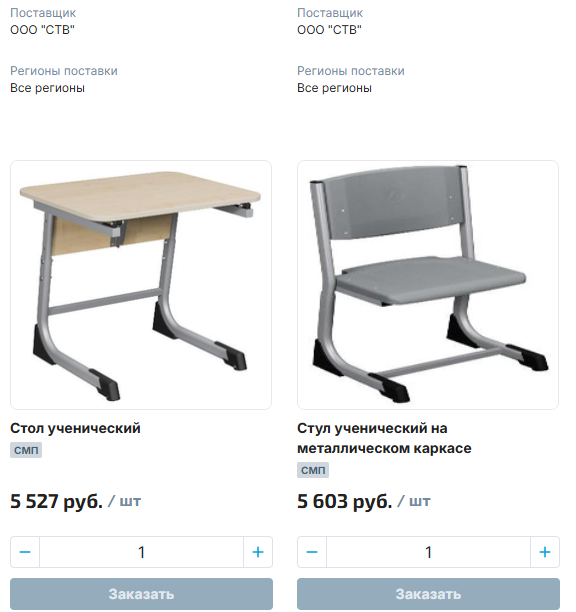 Поставщик
ООО "СТВ"
Регионы поставки
Все регионы
Стол ученический
СМП
5 527 руб. / шт
− 1 +
Заказать
Поставщик
ООО "СТВ"
Регионы поставки
Все регионы
Стул ученический на
металлическом каркасе
СМП
5 603 руб. / шт
− 1 +
Заказать